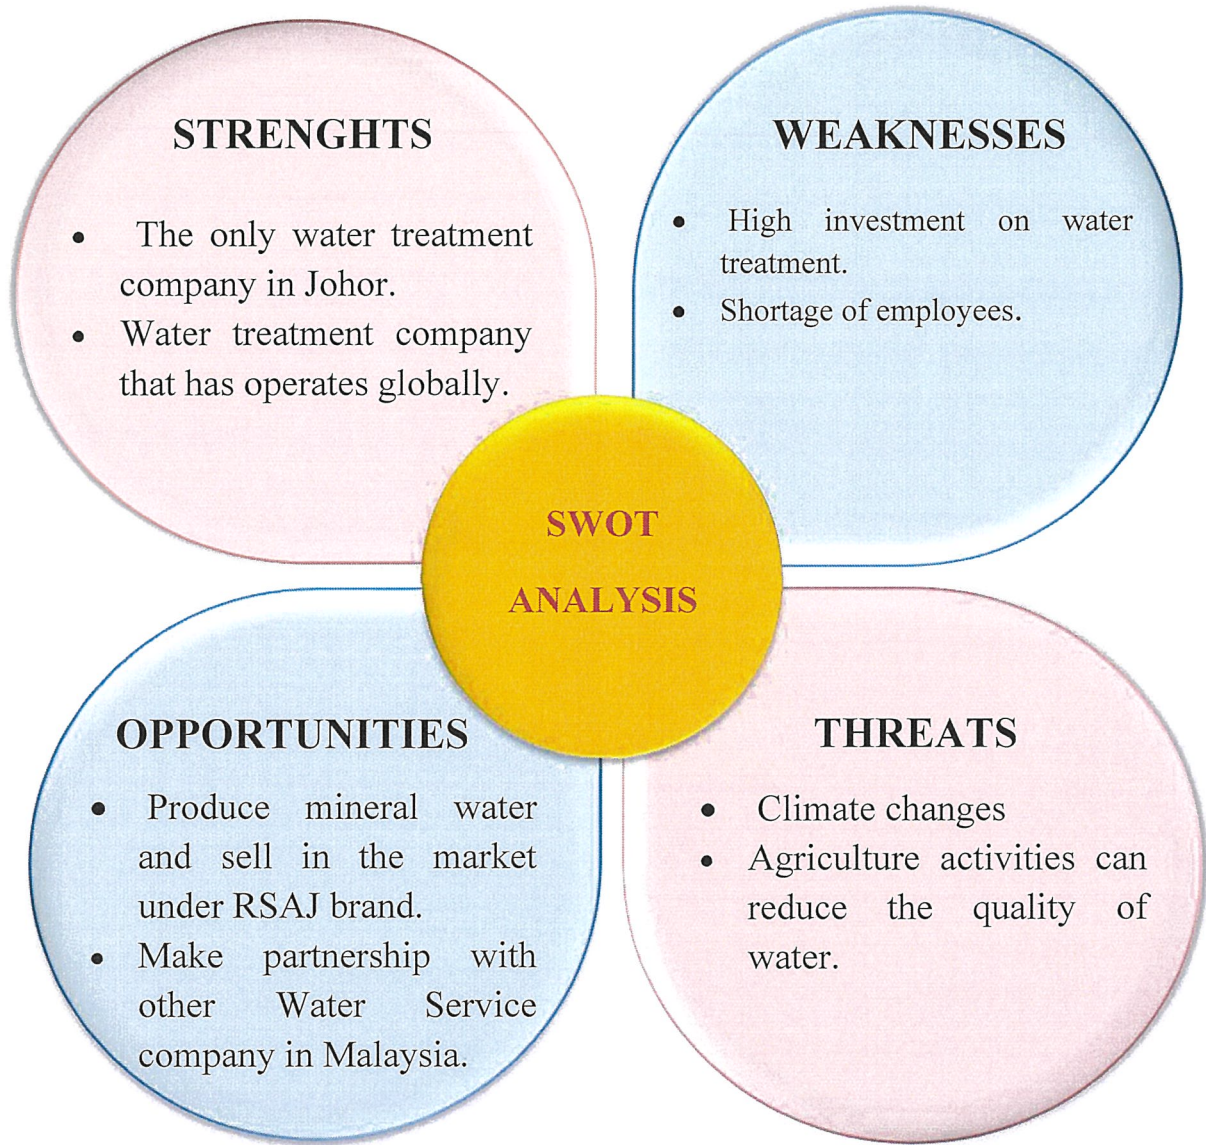 STRENGHTS
• The only water treatment
company in Johor.
• Water treatment company
that has operates globally.
WEAKNESSES
• High investment on water
treatment.
• Shortage of employees.
SWOT
ANALYSIS
OPPORTUNITIES
• Produce mineral water
and sell in the market
under RSAJ brand.
• Make partnership with
other Water Service
company in Malaysia.
THREATS
• Climate changes
• Agriculture activities can
reduce the quality of
water.